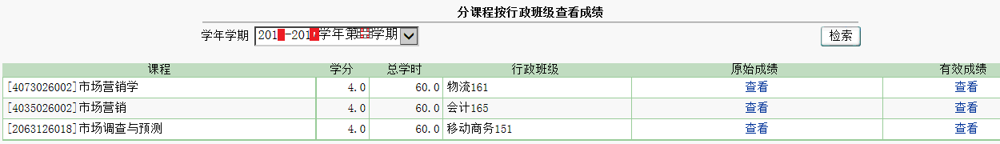 分课程按行政班级查看成绩
学年学期 201 -201 学年第 学期 检索
课程 学分 总学时 行政班级 原始成绩 有效成绩
[4073026002]市场营销学 4.0 60.0 物流161 查看 查看
[4035026002]市场营销 4.0 60.0 会计165 查看 查看
[2063126018]市场调查与预测 4.0 60.0 移动商务151 查看 查看